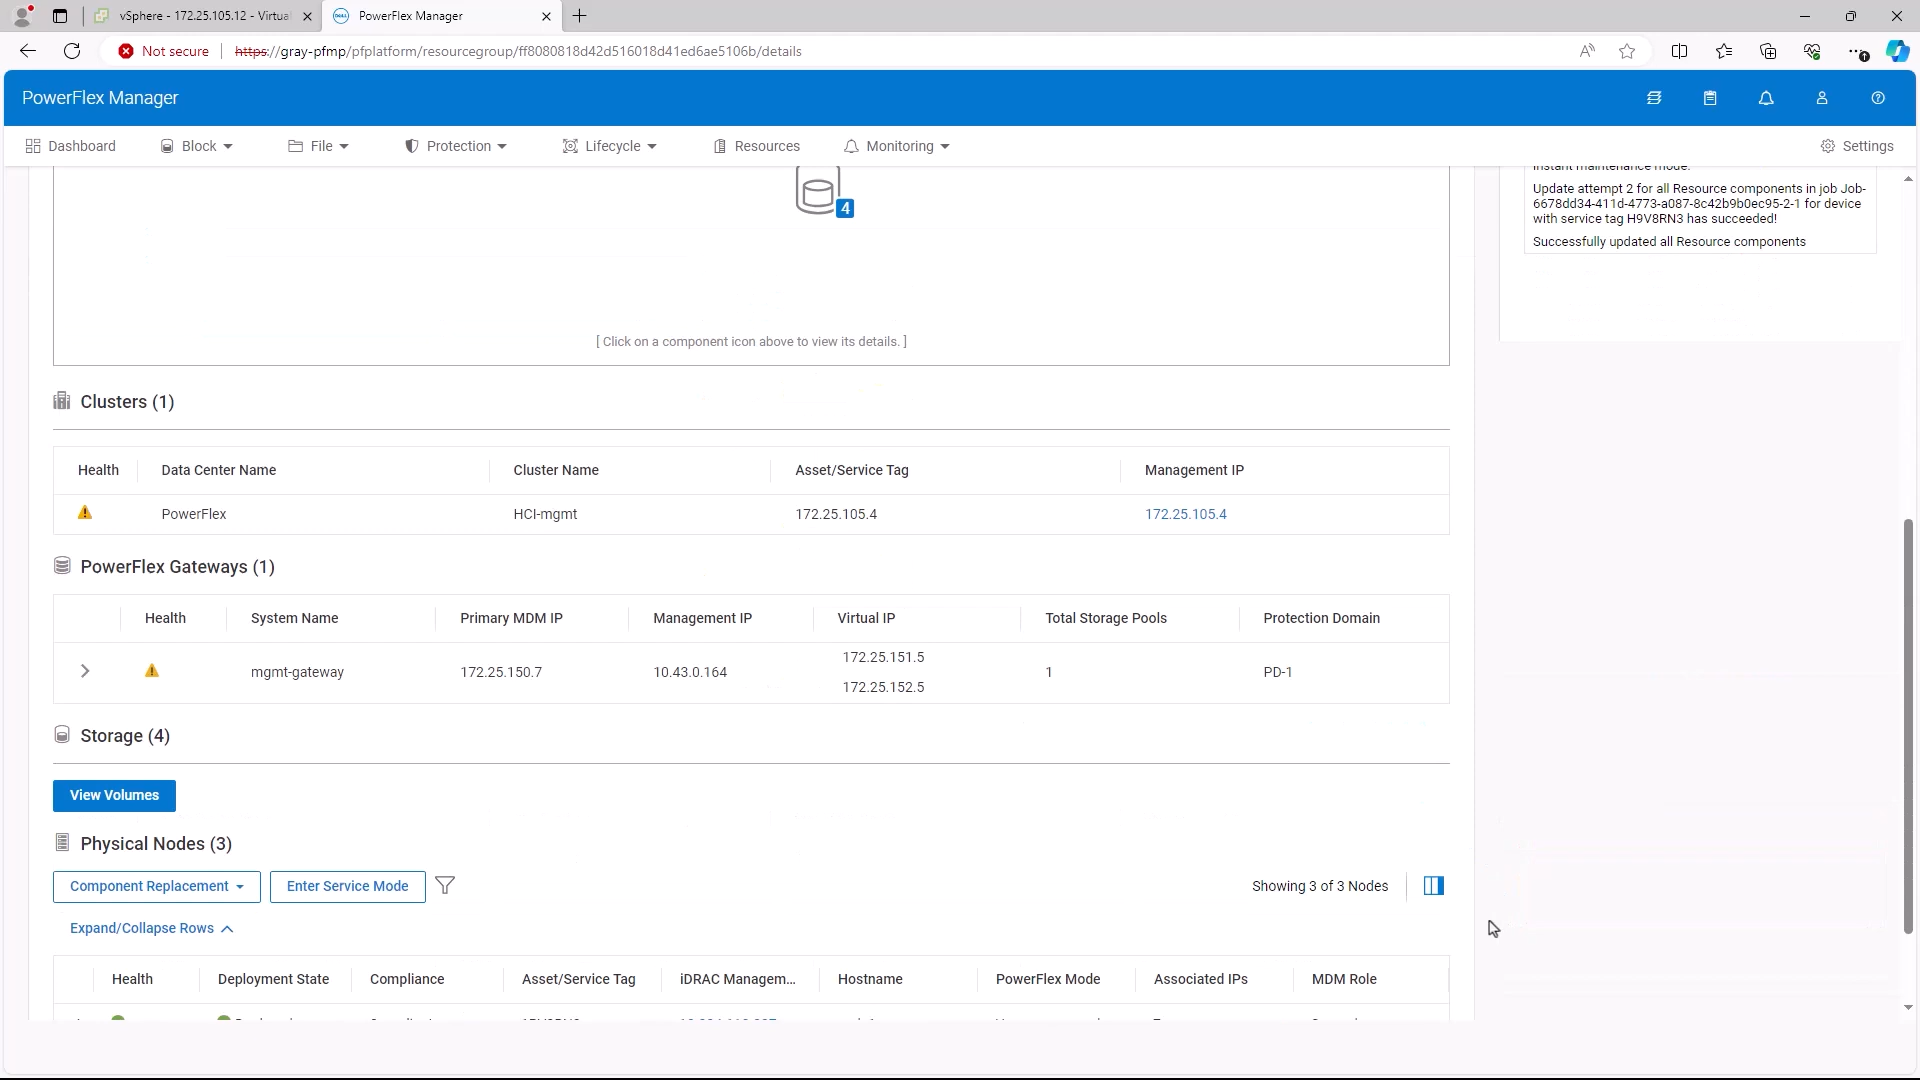 vSphere - 172.25.105.12 - Virtual
PowerFlex Manager
Not secure
https://gray-pfmp/pfplatform/resourcegroup/ff8080818d42d516018d41ed6ae5106b/details
PowerFlex Manager
Dashboard
Block
File
Protection
Lifecycle
Resources
Monitoring
Settings
4
[ Click on a component icon above to view its details. ]
instant maintenance mode.
Update attempt 2 for all Resource components in job Job-
6678dd34-411d-4773-a087-8c42b9b0ec95-2-1 for device
with service tag H9V8RN3 has succeeded!
Successfully updated all Resource components
Clusters (1)
Health Data Center Name Cluster Name Asset/Service Tag Management IP
PowerFlex HCI-mgmt 172.25.105.4 172.25.105.4
PowerFlex Gateways (1)
Health System Name Primary MDM IP Management IP Virtual IP Total Storage Pools Protection Domain
mgmt-gateway 172.25.150.7 10.43.0.164 172.25.151.5 1 PD-1
172.25.152.5
Storage (4)
View Volumes
Physical Nodes (3)
Component Replacement
Enter Service Mode
Showing 3 of 3 Nodes
Expand/Collapse Rows
Health Deployment State Compliance Asset/Service Tag iDRAC Managem... Hostname PowerFlex Mode Associated IPs MDM Role